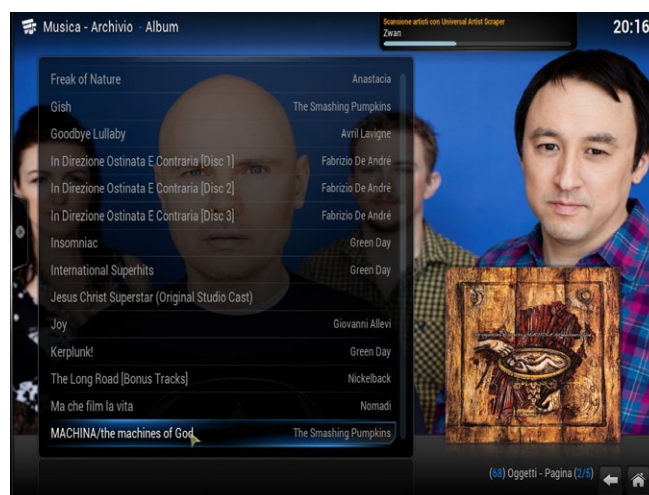 Musica - Archivio - Album
Scansione artisti con Universal Artist Scraper
Zwan
20:16
Freak of Nature Anastacia
Gish The Smashing Pumpkins
Goodbye Lullaby Avril Lavigne
In Direzione Ostinata E Contraria [Disc 1] Fabrizio De André
In Direzione Ostinata E Contraria [Disc 2] Fabrizio De André
In Direzione Ostinata E Contraria [Disc 3] Fabrizio De André
Insomniac Green Day
International Superhits Green Day
Jesus Christ Superstar (Original Studio Cast)
Joy Giovanni Allevi
Kerplunk! Green Day
The Long Road [Bonus Tracks] Nickelback
Ma che film la vita Nomadi
MACHINA/the machines of God The Smashing Pumpkins
(68) Oggetti - Pagina (2/5)